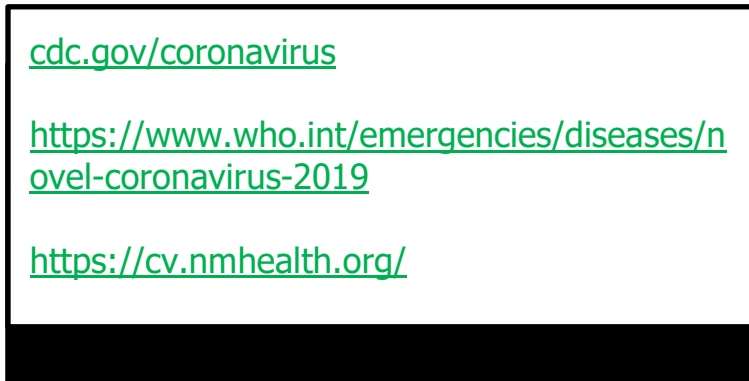 cdc.gov/coronavirus
https://www.who.int/emergencies/diseases/n
ovel-coronavirus-2019
https://cv.nmhealth.org/